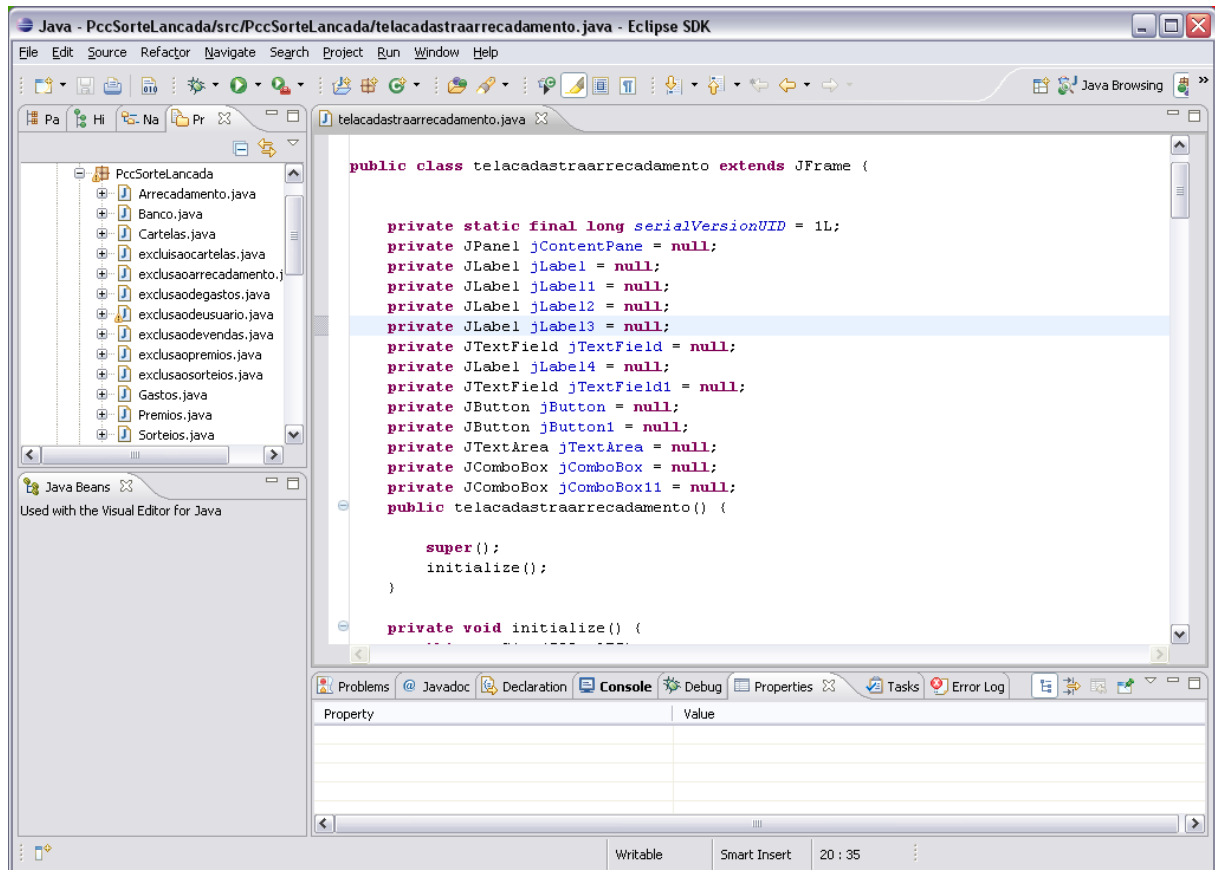 Java - PccSorteLancada/src/PccSorteLancada/telacadastraarrecadamento.java - Eclipse SDK
File Edit Source Refactor Navigate Search Project Run Window Help
Java Browsing
Pa Hi Na Pr
PccSorteLancada
Arrecadamento.java
Banco.java
Cartelas.java
excluisaocartelas.java
exclusaoarrecadamento.j
exclusaodegastos.java
exclusaodeusuario.java
exclusaodevendas.java
exclusaopremios.java
exclusaosorteios.java
Gastos.java
Premios.java
Sorteios.java
Java Beans
Used with the Visual Editor for Java
telacadastraarrecadamento.java
public class telacadastraarrecadamento extends JFrame {
private static final long serialVersionUID = 1L;
private JPanel jContentPane = null;
private JLabel jLabel = null;
private JLabel jLabel1 = null;
private JLabel jLabel2 = null;
private JLabel jLabel3 = null;
private JTextField jTextField = null;
private JLabel jLabel4 = null;
private JTextField jTextField1 = null;
private JButton jButton = null;
private JButton jButton1 = null;
private JTextArea jTextArea = null;
private JComboBox jComboBox = null;
private JComboBox jComboBox11 = null;
public telacadastraarrecadamento() {
super();
initialize();
}
private void initialize() {
Problems @ Javadoc Declaration Console Debug Properties Tasks Error Log
Property Value
Writable Smart Insert 20 : 35